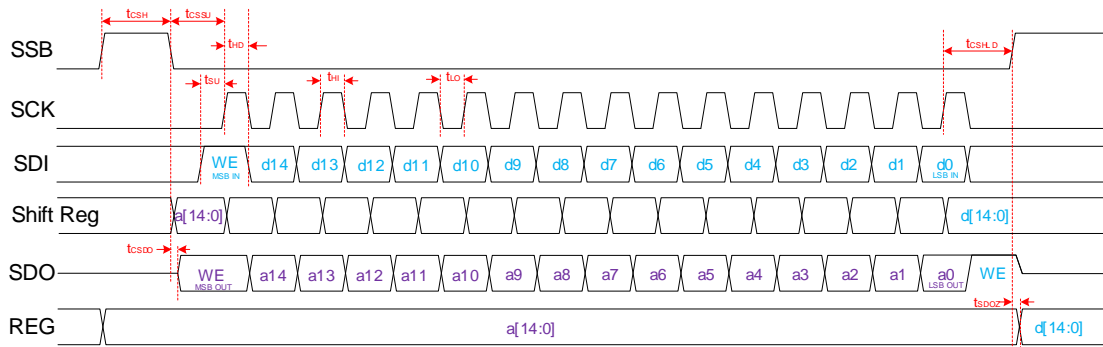 tCSH tCSSU
SSB tHD tCSHLD
tSU tHI tLO
SCK
SDI WE d14 d13 d12 d11 d10 d9 d8 d7 d6 d5 d4 d3 d2 d1 d0
MSB IN LSB IN
Shift Reg a[14:0] d[14:0]
tCSDO
SDO WE a14 a13 a12 a11 a10 a9 a8 a7 a6 a5 a4 a3 a2 a1 a0 WE
MSB OUT LSB OUT
tSDOZ
REG a[14:0] d[14:0]